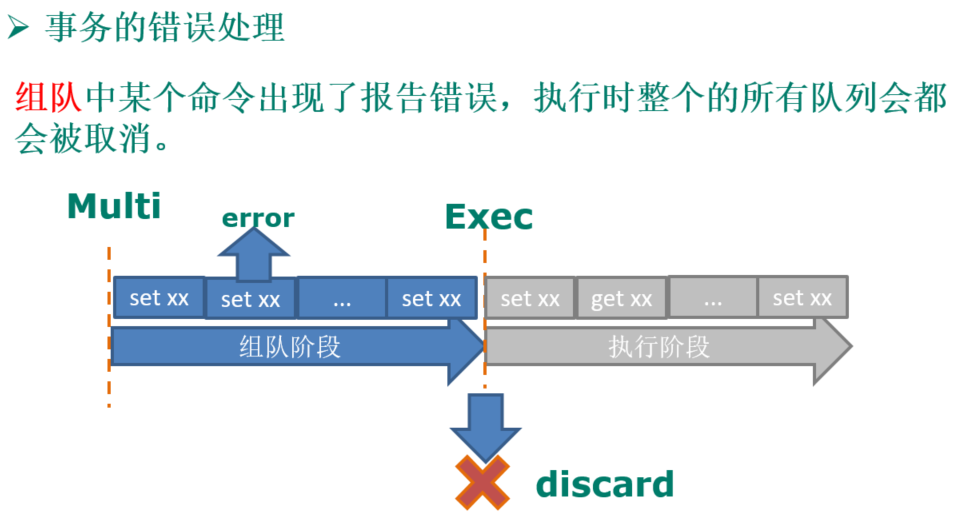 ➢ 事务的错误处理
组队中某个命令出现了报告错误，执行时整个的所有队列会都
会被取消。
Multi
error
Exec
set xx
set xx
...
set xx
set xx
get xx
...
set xx
组队阶段
执行阶段
discard